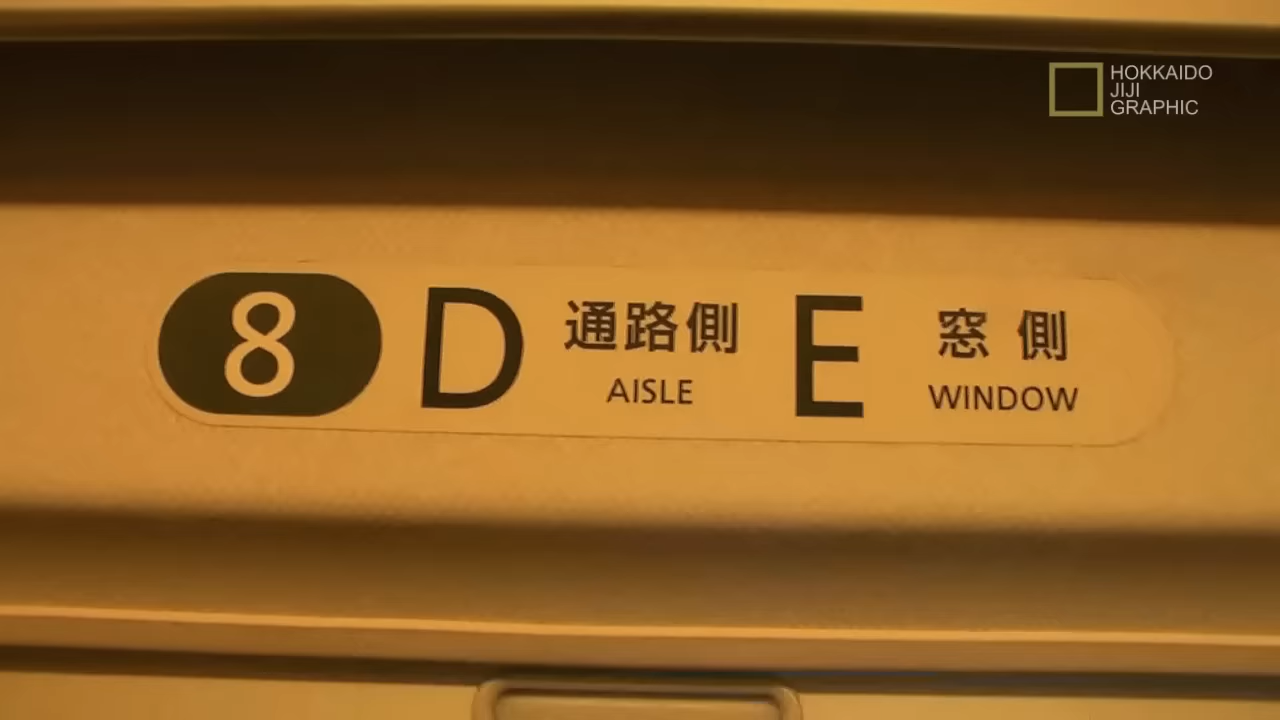 HOKKAIDO
JIJI
GRAPHIC
8 D 通路側 E 窓側
AISLE WINDOW